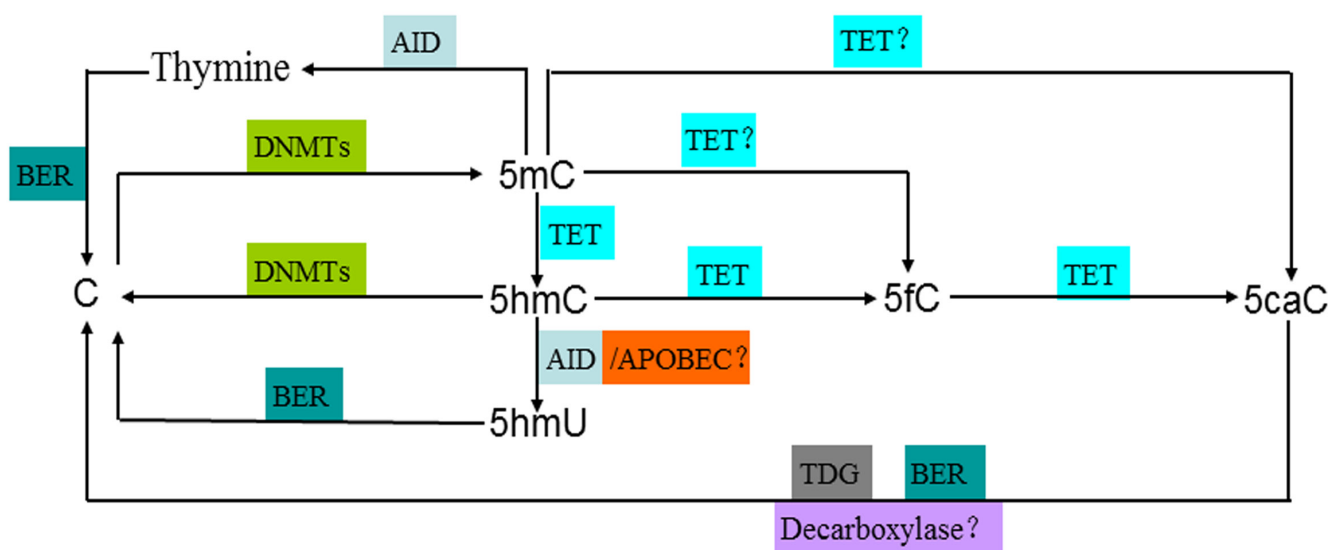 AID
TET？
Thymine
DNMTs
TET？
BER
5mC
TET
DNMTs
TET
TET
C
5hmC
5fC
5caC
AID
/APOBEC？
BER
5hmU
TDG
BER
Decarboxylase？